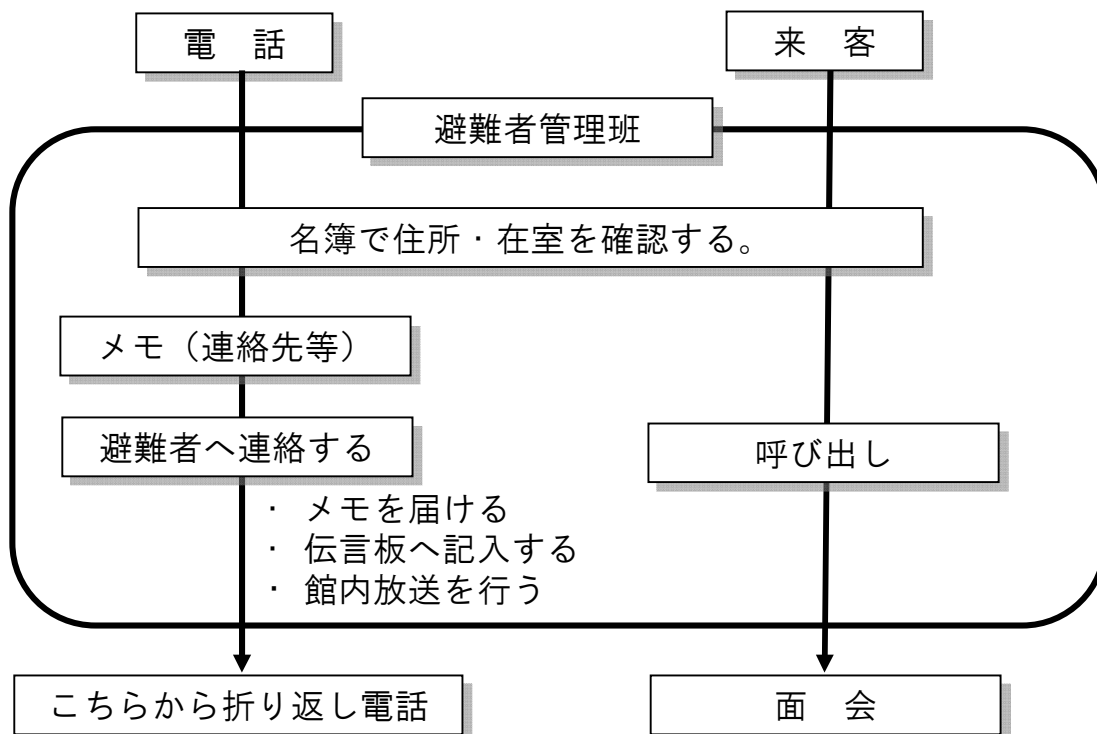 電　話
来　客
避難者管理班
名簿で住所・在室を確認する。
メモ（連絡先等）
避難者へ連絡する
呼び出し
・ メモを届ける
・ 伝言板へ記入する
・ 館内放送を行う
こちらから折り返し電話
面　会